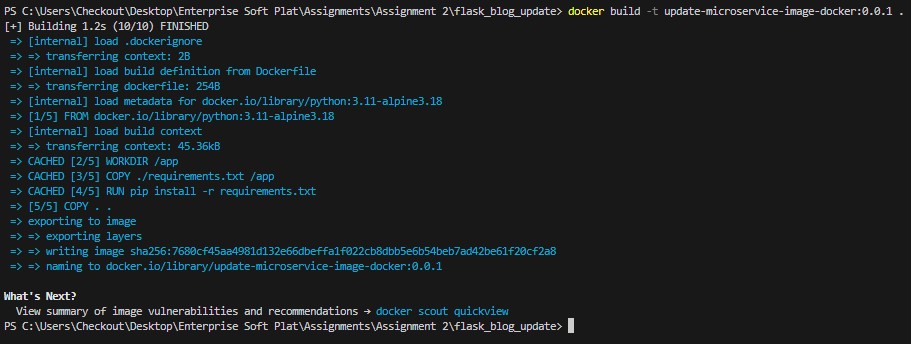 PS C:\Users\Checkout\Desktop\Enterprise Soft Plat\Assignments\Assignment 2\flask_blog_update> docker build -t update-microservice-image-docker:0.0.1 .
[+] Building 1.2s (10/10) FINISHED
=> [internal] load .dockerignore
=> => transferring context: 2B
=> [internal] load build definition from Dockerfile
=> => transferring dockerfile: 254B
=> [internal] load metadata for docker.io/library/python:3.11-alpine3.18
=> [1/5] FROM docker.io/library/python:3.11-alpine3.18
=> [internal] load build context
=> => transferring context: 45.36kB
=> CACHED [2/5] WORKDIR /app
=> CACHED [3/5] COPY ./requirements.txt /app
=> CACHED [4/5] RUN pip install -r requirements.txt
=> [5/5] COPY . .
=> exporting to image
=> => exporting layers
=> => writing image sha256:7680cf45aa4981d132e66dbeffa1f022cb8dbb5e6b54beb7ad42be61f20cf2a8
=> => naming to docker.io/library/update-microservice-image-docker:0.0.1
What's Next?
View summary of image vulnerabilities and recommendations → docker scout quickview
PS C:\Users\Checkout\Desktop\Enterprise Soft Plat\Assignments\Assignment 2\flask_blog_update>